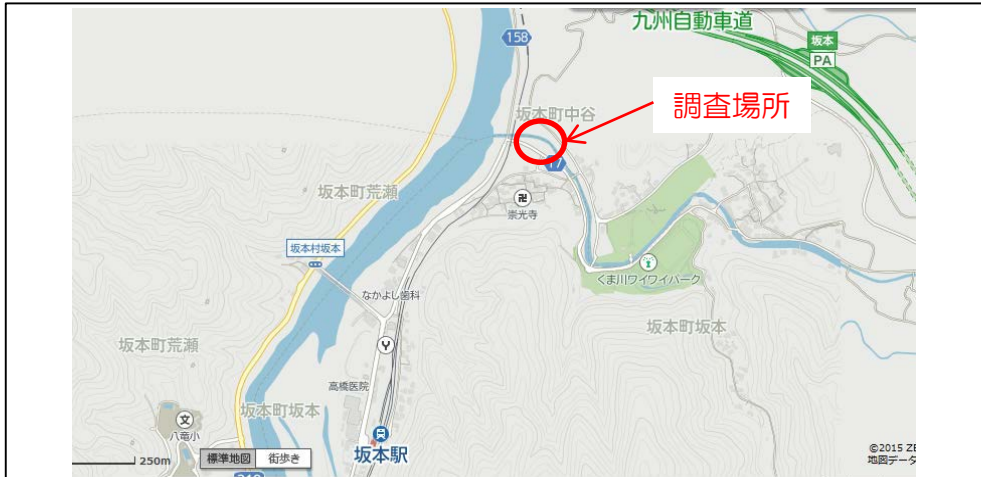 九州自動車道
坂本
PA
158
調査場所
坂本町中谷
17
坂本町荒瀬
崇光寺
坂本村坂本
くま川ワイワイパーク
なかよし歯科
坂本町坂本
坂本町荒瀬
高橋医院
坂本町坂本
文
八竜小
坂本駅
250m
標準地図
街歩き
©2015 ZE
地図データ